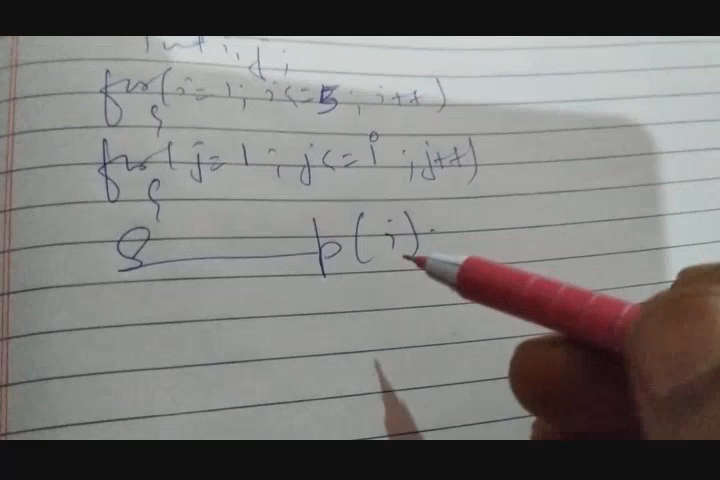 int i,j;
for(i=1; i<=5; i++)
{
for(j=1; j<=i; j++)
{
S———p(i).